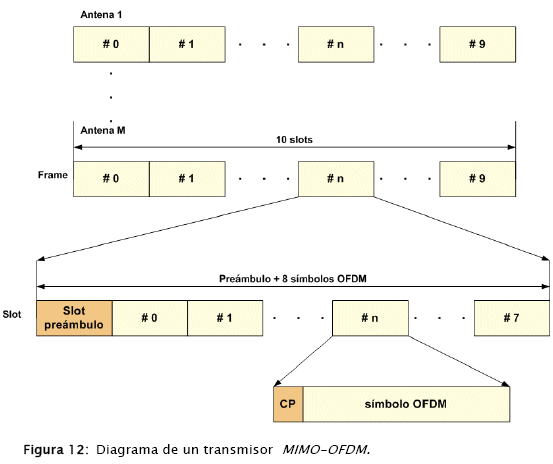 Antena 1
# 0 # 1 . . . # n . . . # 9
Antena M
10 slots
Frame # 0 # 1 . . . # n . . . # 9
Preámbulo + 8 símbolos OFDM
Slot Slot preámbulo # 0 # 1 . . . # n . . . # 7
CP símbolo OFDM
Figura 12: Diagrama de un transmisor MIMO-OFDM.